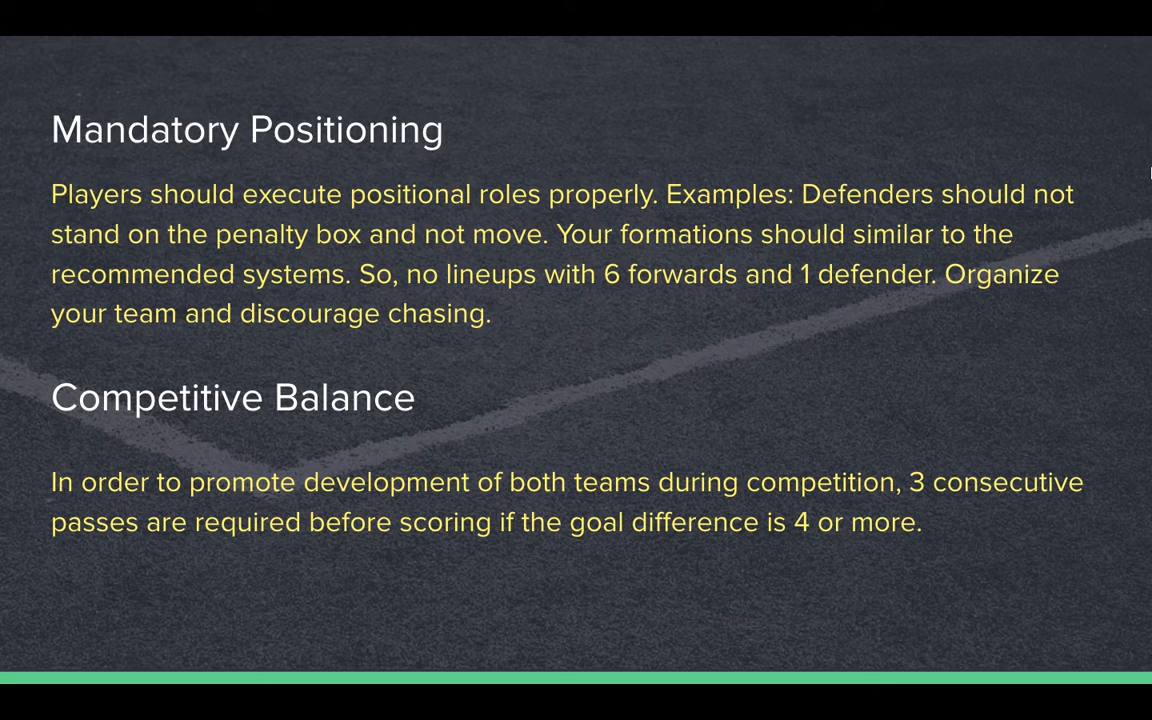 Mandatory Positioning
Players should execute positional roles properly. Examples: Defenders should not
stand on the penalty box and not move. Your formations should similar to the
recommended systems. So, no lineups with 6 forwards and 1 defender. Organize
your team and discourage chasing.
Competitive Balance
In order to promote development of both teams during competition, 3 consecutive
passes are required before scoring if the goal difference is 4 or more.